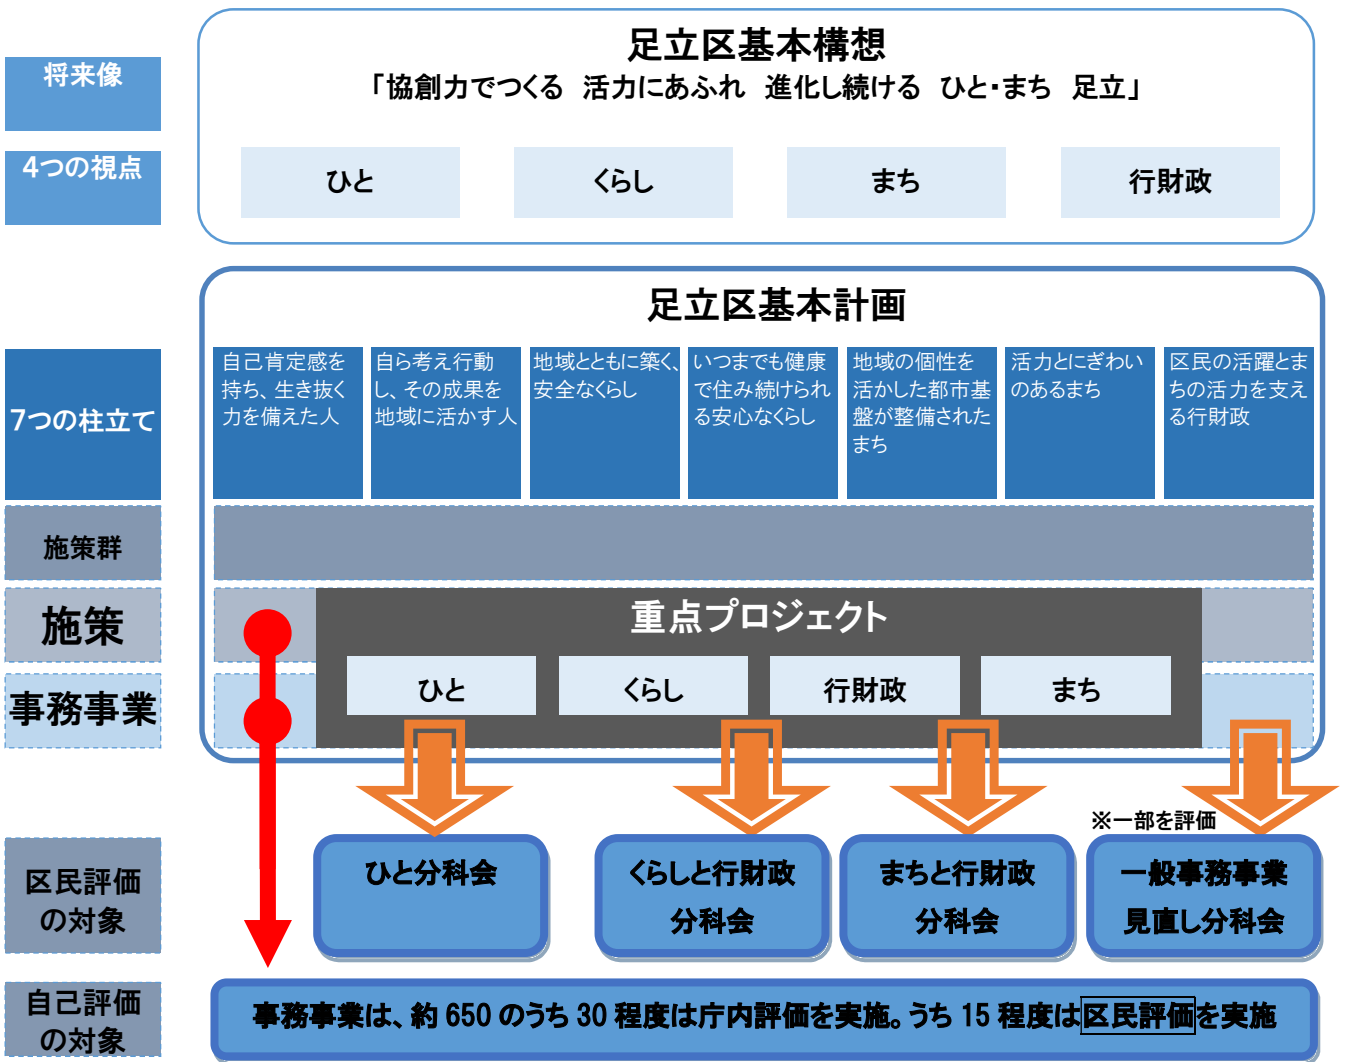 足立区基本構想
「協創力でつくる　活力にあふれ　進化し続ける　ひと・まち　足立」
将来像
4つの視点
ひと
くらし
まち
行財政
足立区基本計画
7つの柱立て
自己肯定感を
持ち、生き抜く
力を備えた人
自ら考え行動
し、その成果を
地域に活かす人
地域とともに築く、
安全なくらし
いつまでも健康
で住み続けられ
る安心なくらし
地域の個性を
活かした都市基
盤が整備された
まち
活力とにぎわい
のあるまち
区民の活躍とま
ちの活力を支え
る行財政
施策群
施策
重点プロジェクト
事務事業
ひと
くらし
行財政
まち
※一部を評価
区民評価
の対象
ひと分科会
くらしと行財政
分科会
まちと行財政
分科会
一般事務事業
見直し分科会
自己評価
の対象
事務事業は、約 650 のうち 30 程度は庁内評価を実施。うち 15 程度は区民評価を実施